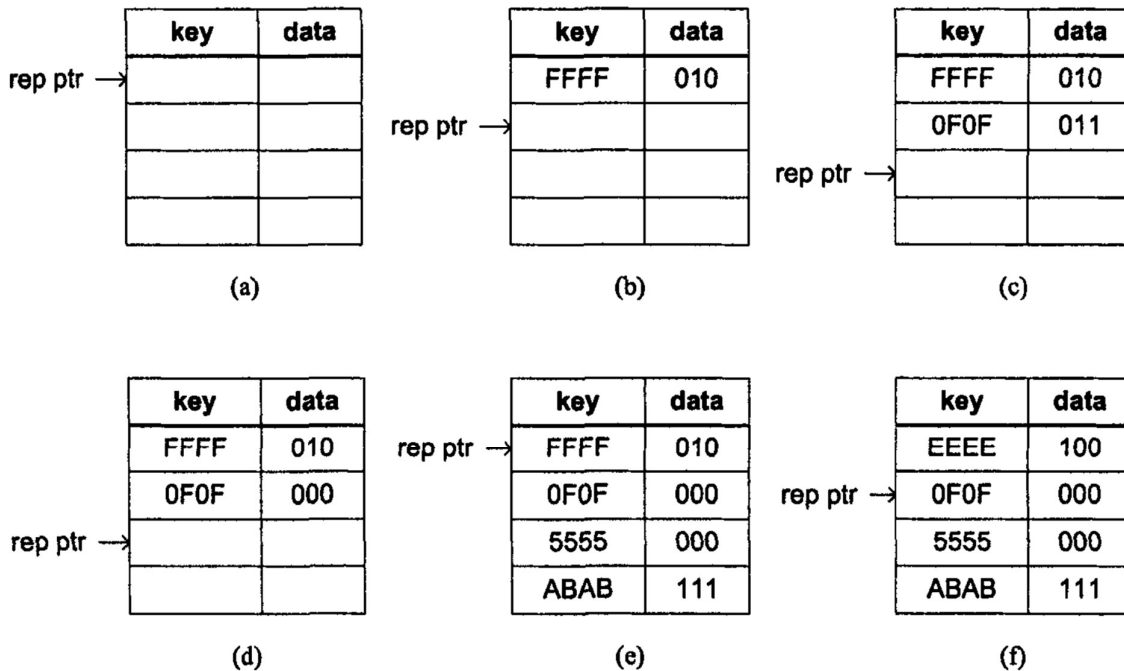 key data
rep ptr
(a)
key data
FFFF 010
rep ptr
(b)
key data
FFFF 010
0F0F 011
rep ptr
(c)
key data
FFFF 010
0F0F 000
rep ptr
(d)
key data
rep ptr FFFF 010
0F0F 000
5555 000
ABAB 111
(e)
key data
EEEE 100
rep ptr 0F0F 000
5555 000
ABAB 111
(f)